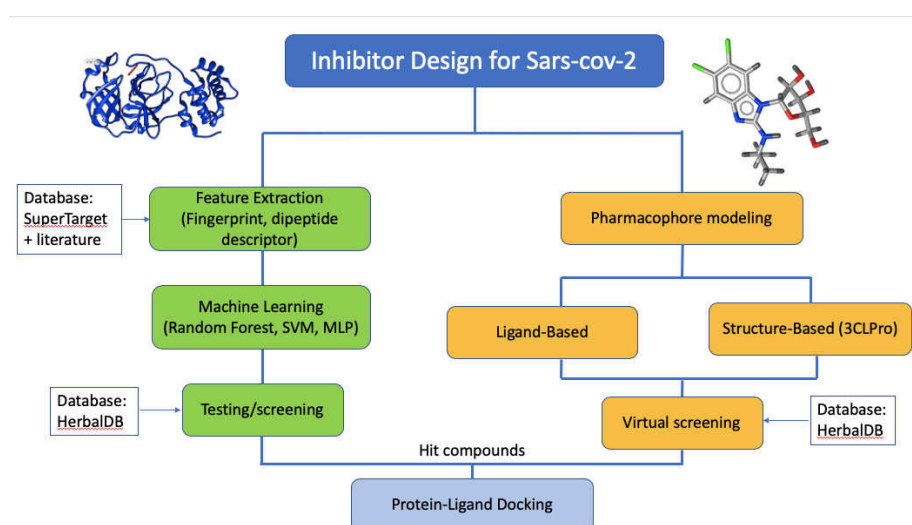 Inhibitor Design for Sars-cov-2
Database:
SuperTarget
+ literature
Feature Extraction
(Fingerprint, dipeptide
descriptor)
Pharmacophore modeling
Machine Learning
(Random Forest, SVM, MLP)
Ligand-Based
Structure-Based (3CLPro)
Database:
HerbalDB
Testing/screening
Virtual screening
Database:
HerbalDB
Hit compounds
Protein-Ligand Docking